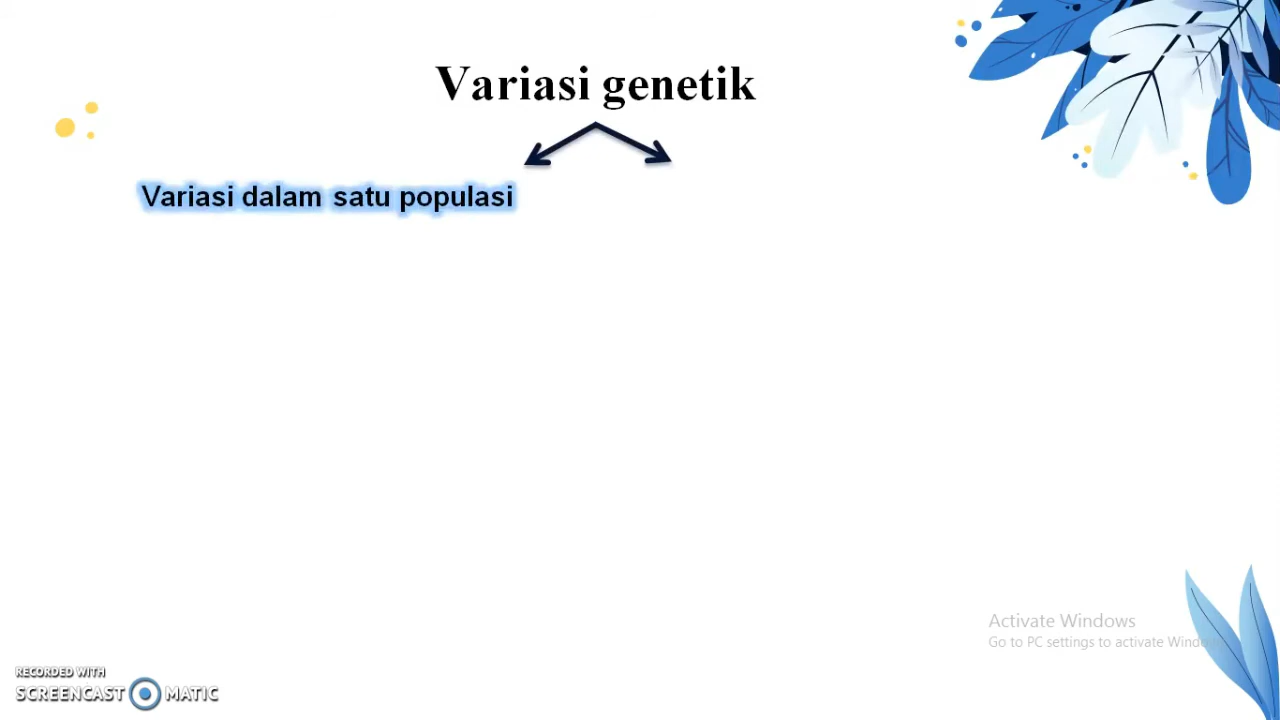 Variasi genetik
Variasi dalam satu populasi
Activate Windows
Go to PC settings to activate Windows
RECORDED WITH
SCREENCAST MATIC